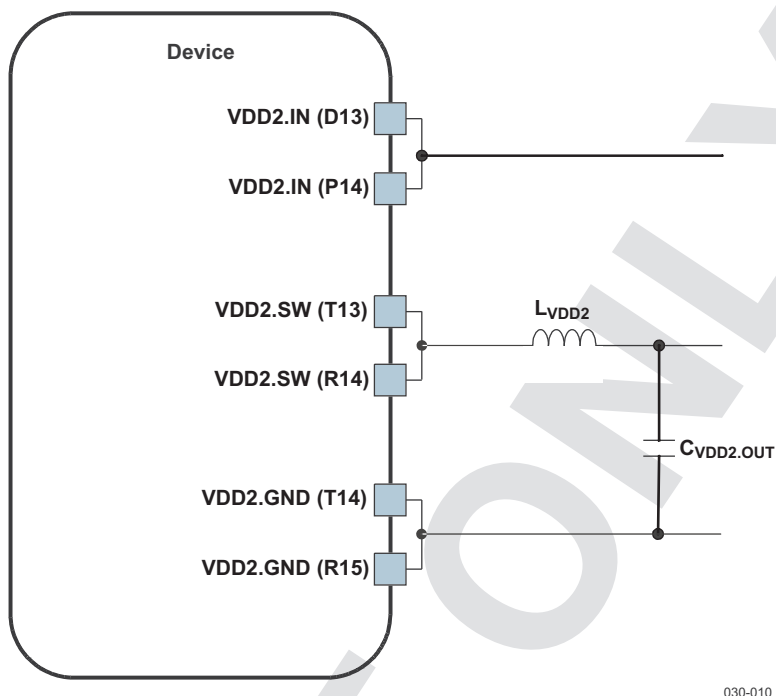 Device
VDD2.IN (D13)
VDD2.IN (P14)
VDD2.SW (T13)
LVDD2
VDD2.SW (R14)
CVDD2.OUT
VDD2.GND (T14)
VDD2.GND (R15)
030-010
ONLY